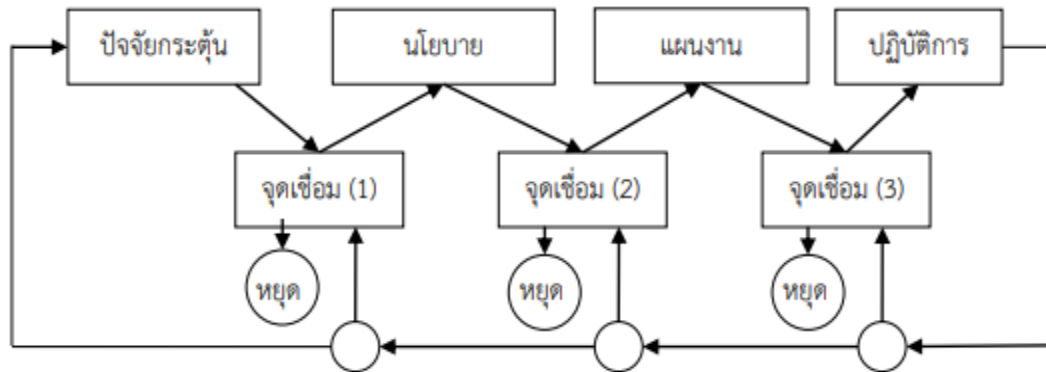 ปัจจัยกระตุ้น
นโยบาย
แผนงาน
ปฏิบัติการ
จุดเชื่อม (1)
จุดเชื่อม (2)
จุดเชื่อม (3)
หยุด
หยุด
หยุด